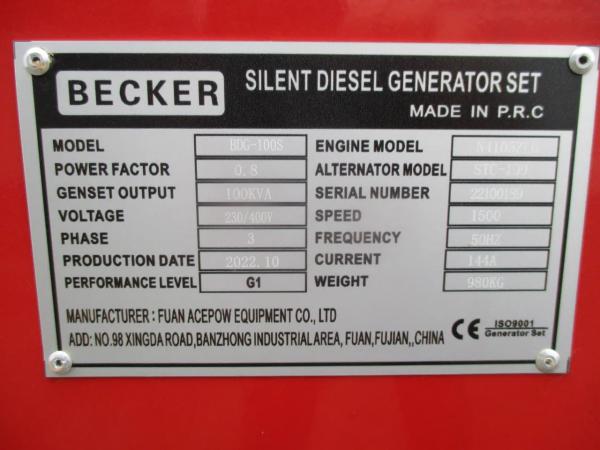 BECKER
SILENT DIESEL GENERATOR SET
MADE IN P.R.C
MODEL BDG-100S
POWER FACTOR 0.8
GENSET OUTPUT 100KVA
VOLTAGE 230/400V
PHASE 3
PRODUCTION DATE 2022.10
PERFORMANCE LEVEL G1
ENGINE MODEL
ALTERNATOR MODEL
SERIAL NUMBER 22100189
SPEED 1500
FREQUENCY 50HZ
CURRENT 144A
WEIGHT 980KG
MANUFACTURER : FUAN ACEPOW EQUIPMENT CO., LTD
ADD: NO.98 XINGDA ROAD,BANZHONG INDUSTRIAL AREA, FUAN,FUJIAN,,CHINA
CE ISO9001
Generator Set